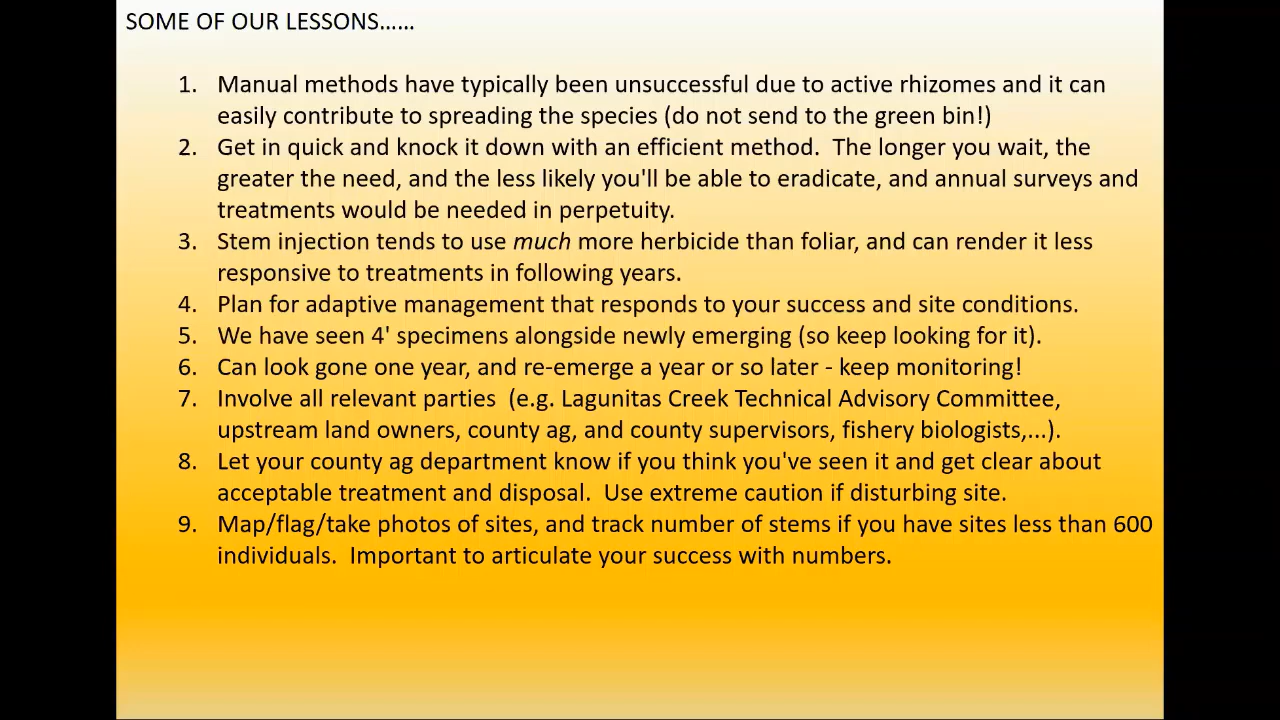 SOME OF OUR LESSONS......
1. Manual methods have typically been unsuccessful due to active rhizomes and it can
easily contribute to spreading the species (do not send to the green bin!)
2. Get in quick and knock it down with an efficient method.  The longer you wait, the
greater the need, and the less likely you'll be able to eradicate, and annual surveys and
treatments would be needed in perpetuity.
3. Stem injection tends to use much more herbicide than foliar, and can render it less
responsive to treatments in following years.
4. Plan for adaptive management that responds to your success and site conditions.
5. We have seen 4' specimens alongside newly emerging (so keep looking for it).
6. Can look gone one year, and re-emerge a year or so later - keep monitoring!
7. Involve all relevant parties  (e.g. Lagunitas Creek Technical Advisory Committee,
upstream land owners, county ag, and county supervisors, fishery biologists,...).
8. Let your county ag department know if you think you've seen it and get clear about
acceptable treatment and disposal.  Use extreme caution if disturbing site.
9. Map/flag/take photos of sites, and track number of stems if you have sites less than 600
individuals.  Important to articulate your success with numbers.